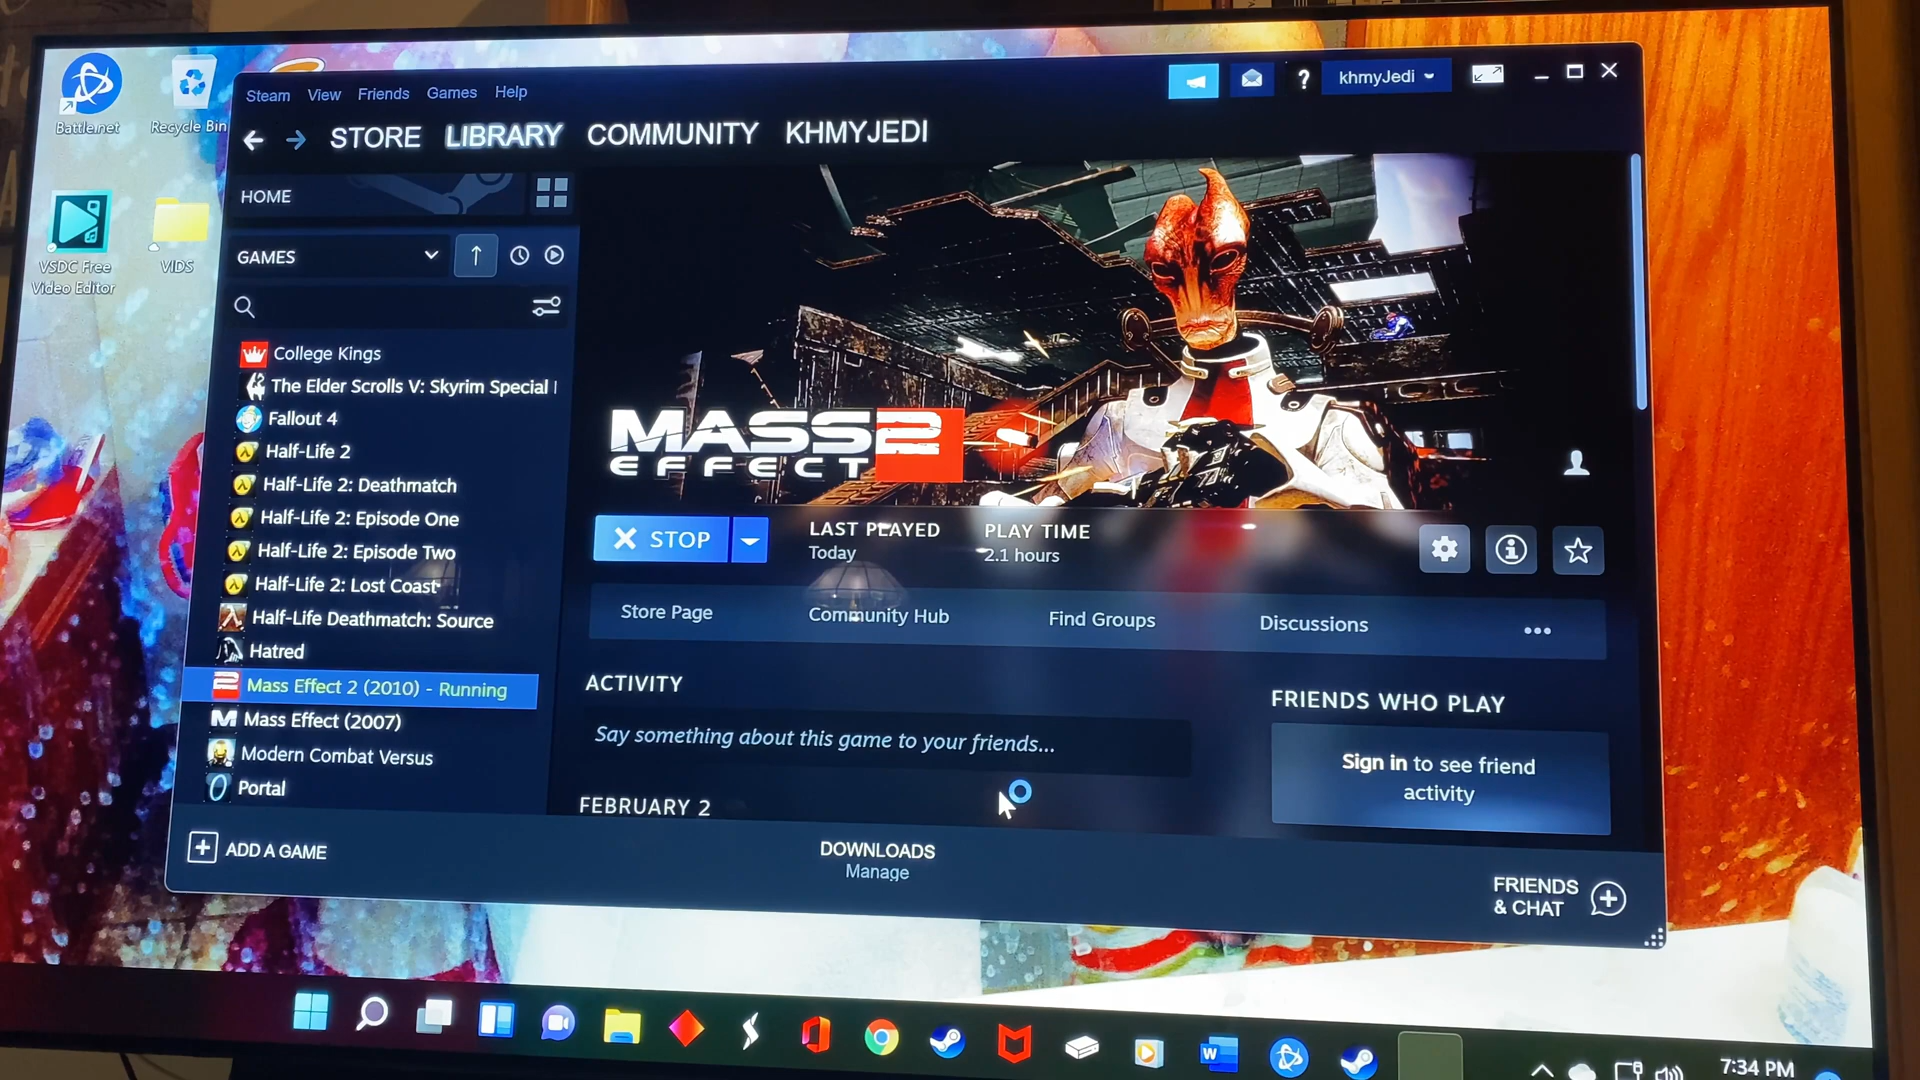 Battle.net
Recycle Bin
VSDC Free
Video Editor
VIDS
Steam View Friends Games Help
khmyJedi
STORE LIBRARY COMMUNITY KHMYJEDI
HOME
GAMES
College Kings
The Elder Scrolls V: Skyrim Special
Fallout 4
Half-Life 2
Half-Life 2: Deathmatch
Half-Life 2: Episode One
Half-Life 2: Episode Two
Half-Life 2: Lost Coast
Half-Life Deathmatch: Source
Hatred
Mass Effect 2 (2010) - Running
Mass Effect (2007)
Modern Combat Versus
Portal
ADD A GAME
MASS 2
EFFECT
STOP
LAST PLAYED
Today
PLAY TIME
2.1 hours
Store Page Community Hub Find Groups Discussions
ACTIVITY
Say something about this game to your friends...
FEBRUARY 2
FRIENDS WHO PLAY
Sign in to see friend
activity
DOWNLOADS
Manage
FRIENDS
& CHAT
7:34 PM